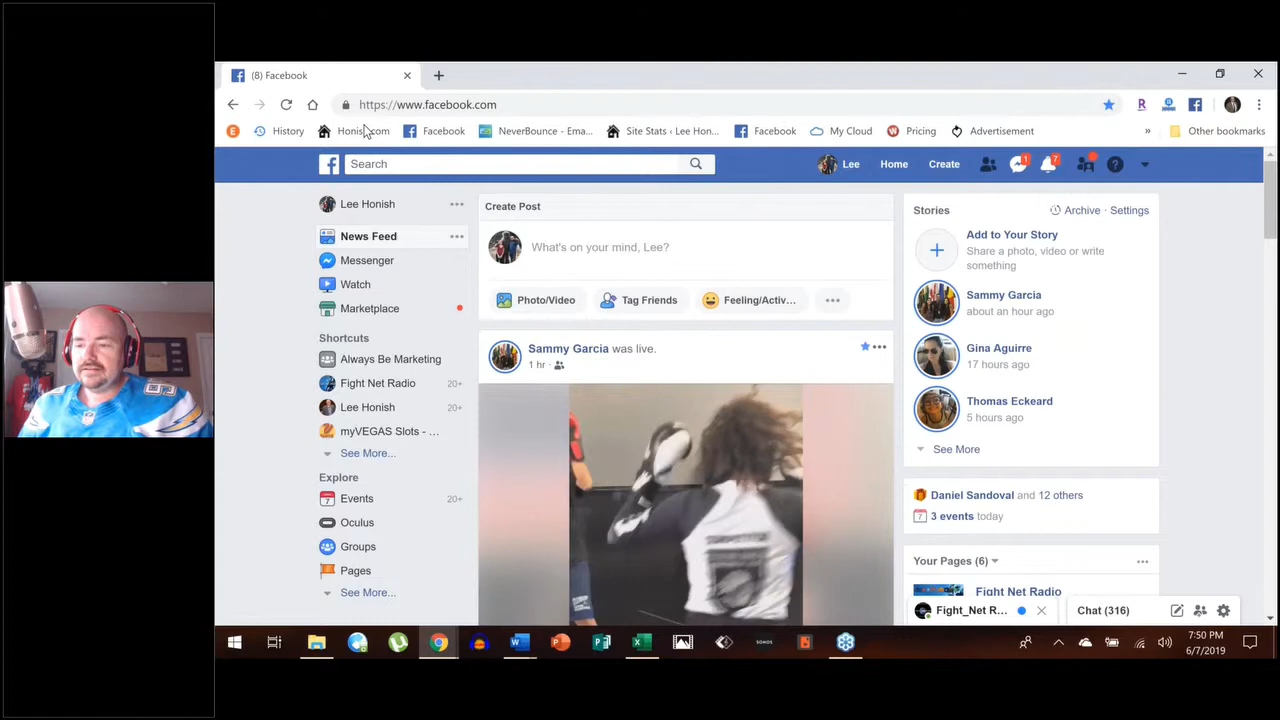 (8) Facebook
https://www.facebook.com
History
Honish.com
Facebook
NeverBounce - Ema...
Site Stats ‹ Lee Hon...
Facebook
My Cloud
Pricing
Advertisement
»
Other bookmarks
Search
Lee
Home
Create
1
7
Lee Honish
News Feed
Messenger
Watch
Marketplace
Shortcuts
Always Be Marketing
Fight Net Radio 20+
Lee Honish 20+
myVEGAS Slots - ...
See More...
Explore
Events 20+
Oculus
Groups
Pages
See More...
Create Post
What's on your mind, Lee?
Photo/Video
Tag Friends
Feeling/Activ...
Sammy Garcia was live.
1 hr ·
Stories
Archive · Settings
Add to Your Story
Share a photo, video or write
something
Sammy Garcia
about an hour ago
Gina Aguirre
17 hours ago
Thomas Eckeard
5 hours ago
See More
Daniel Sandoval and 12 others
3 events today
Your Pages (6)
Fight Net Radio
Fight_Net R...
Chat (316)
SONOS
7:50 PM
6/7/2019